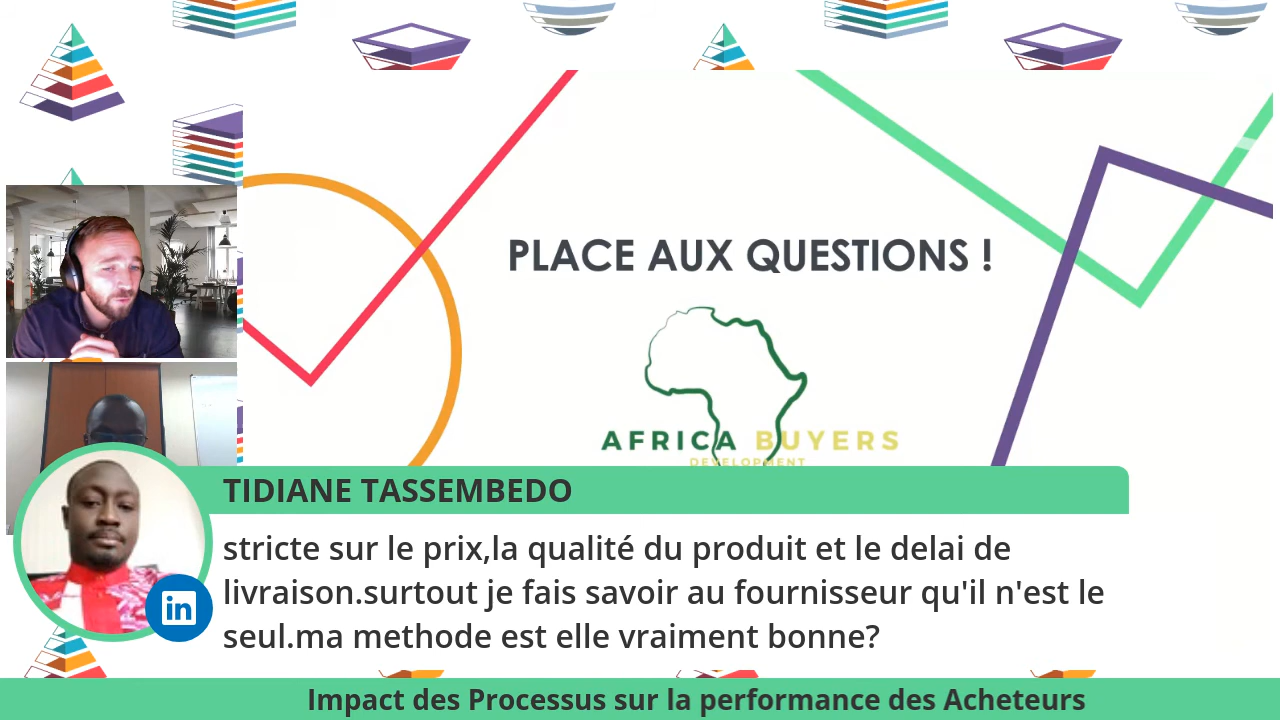 PLACE AUX QUESTIONS !
AFRICA BUYERS
DEVELOPMENT
TIDIANE TASSEMBEDO
stricte sur le prix,la qualité du produit et le delai de
livraison.surtout je fais savoir au fournisseur qu'il n'est le
seul.ma methode est elle vraiment bonne?
in
Impact des Processus sur la performance des Acheteurs